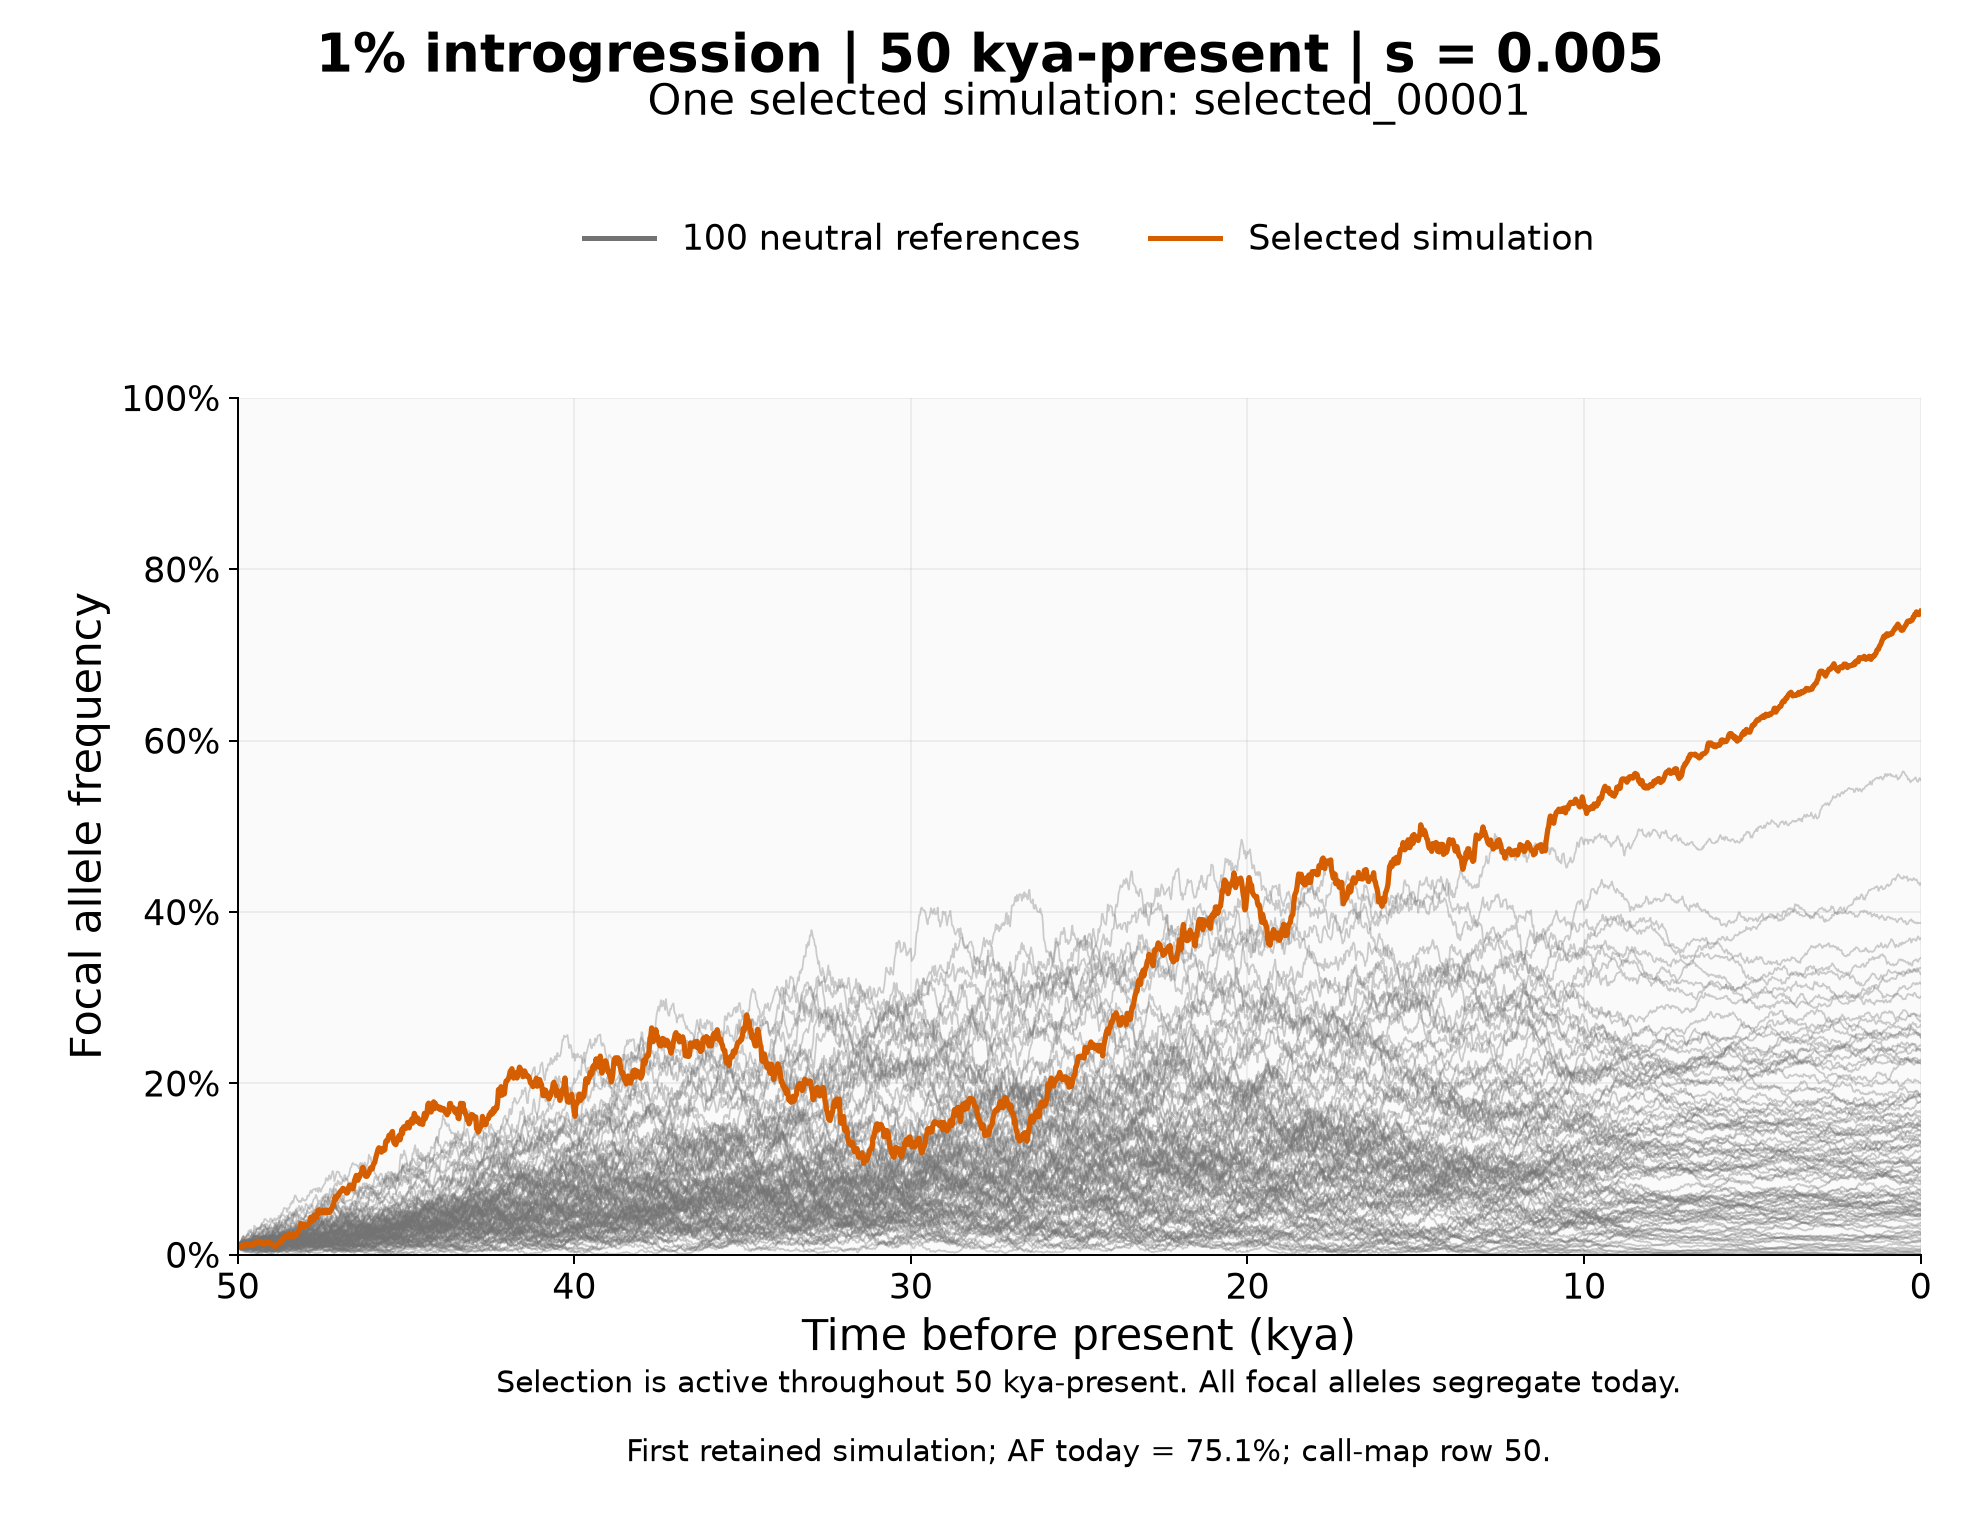 1% introgression | 50 kya-present | s = 0.005
One selected simulation: selected_00001
100 neutral references
Selected simulation
100%
80%
60%
40%
20%
0%
Focal allele frequency
50
40
30
20
10
0
Time before present (kya)
Selection is active throughout 50 kya-present. All focal alleles segregate today.
First retained simulation; AF today = 75.1%; call-map row 50.